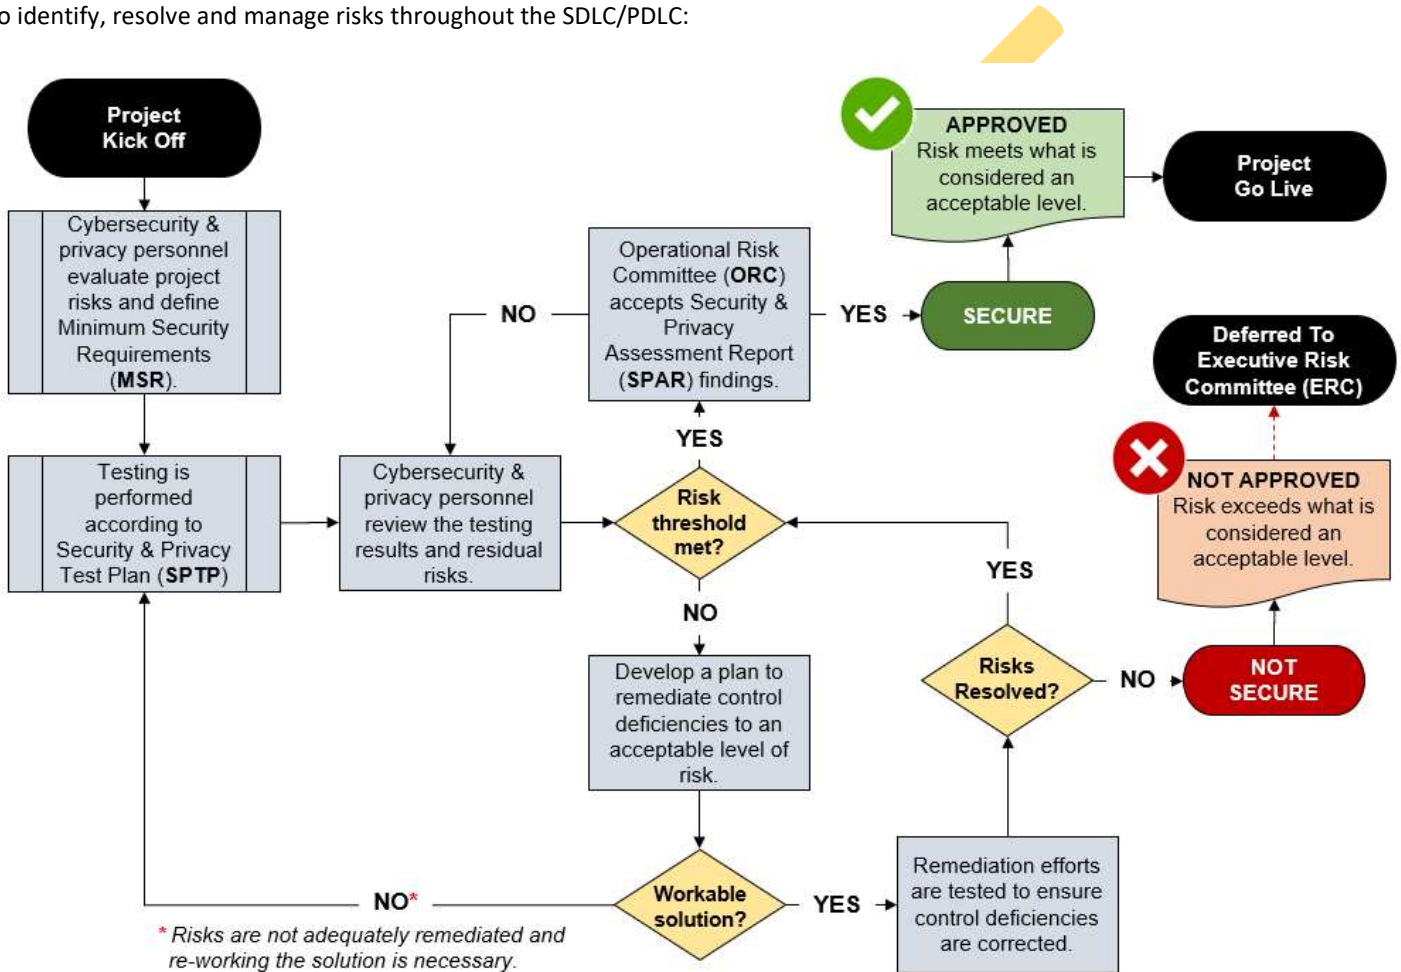 o identify, resolve and manage risks throughout the SDLC/PDLC:
Project
Kick Off
Cybersecurity &
privacy personnel
evaluate project
risks and define
Minimum Security
Requirements
(MSR).
Testing is
performed
according to
Security & Privacy
Test Plan (SPTP)
Cybersecurity &
privacy personnel
review the testing
results and residual
risks.
Risk
threshold
met?
YES
Operational Risk
Committee (ORC)
accepts Security &
Privacy
Assessment Report
(SPAR) findings.
NO
YES
SECURE
APPROVED
Risk meets what is
considered an
acceptable level.
Project
Go Live
NO
Develop a plan to
remediate control
deficiencies to an
acceptable level of
risk.
Workable
solution?
NO*
* Risks are not adequately remediated and
re-working the solution is necessary.
YES
Remediation efforts
are tested to ensure
control deficiencies
are corrected.
Risks
Resolved?
YES
NO
NOT
SECURE
NOT APPROVED
Risk exceeds what is
considered an
acceptable level.
Deferred To
Executive Risk
Committee (ERC)